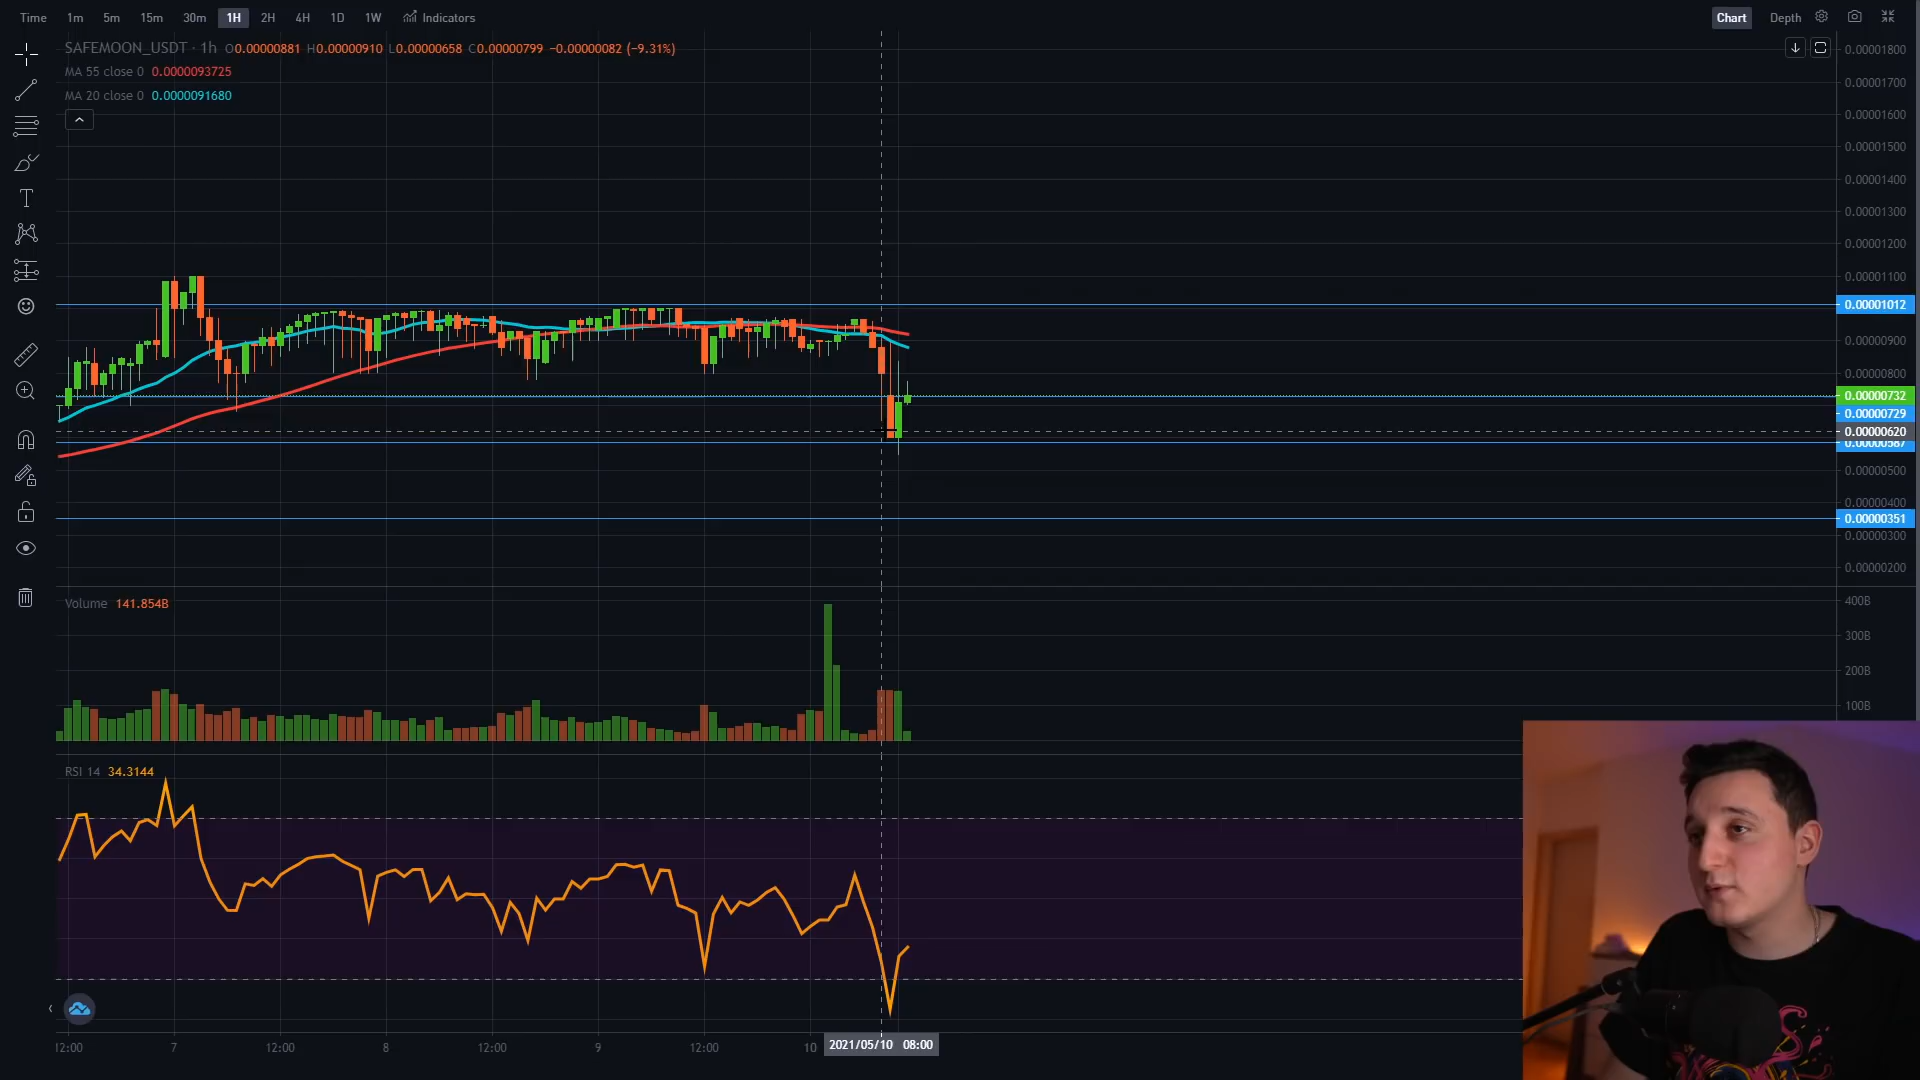 Time 1m 5m 15m 30m 1H 2H 4H 1D 1W Indicators Chart Depth
SAFEMOON_USDT · 1h O0.00000881 H0.00000910 L0.00000658 C0.00000799 −0.00000082 (−9.31%)
MA 55 close 0 0.0000093725
MA 20 close 0 0.0000091680
0.00001800
0.00001700
0.00001600
0.00001500
0.00001400
0.00001300
0.00001200
0.00001100
0.00001012
0.00000900
0.00000800
0.00000732
0.00000729
0.00000620
0.00000587
0.00000500
0.00000400
0.00000351
0.00000300
0.00000200
Volume 141.854B
400B
300B
200B
100B
RSI 14 34.3144
12:00 7 12:00 8 12:00 9 12:00 10 2021/05/10 08:00